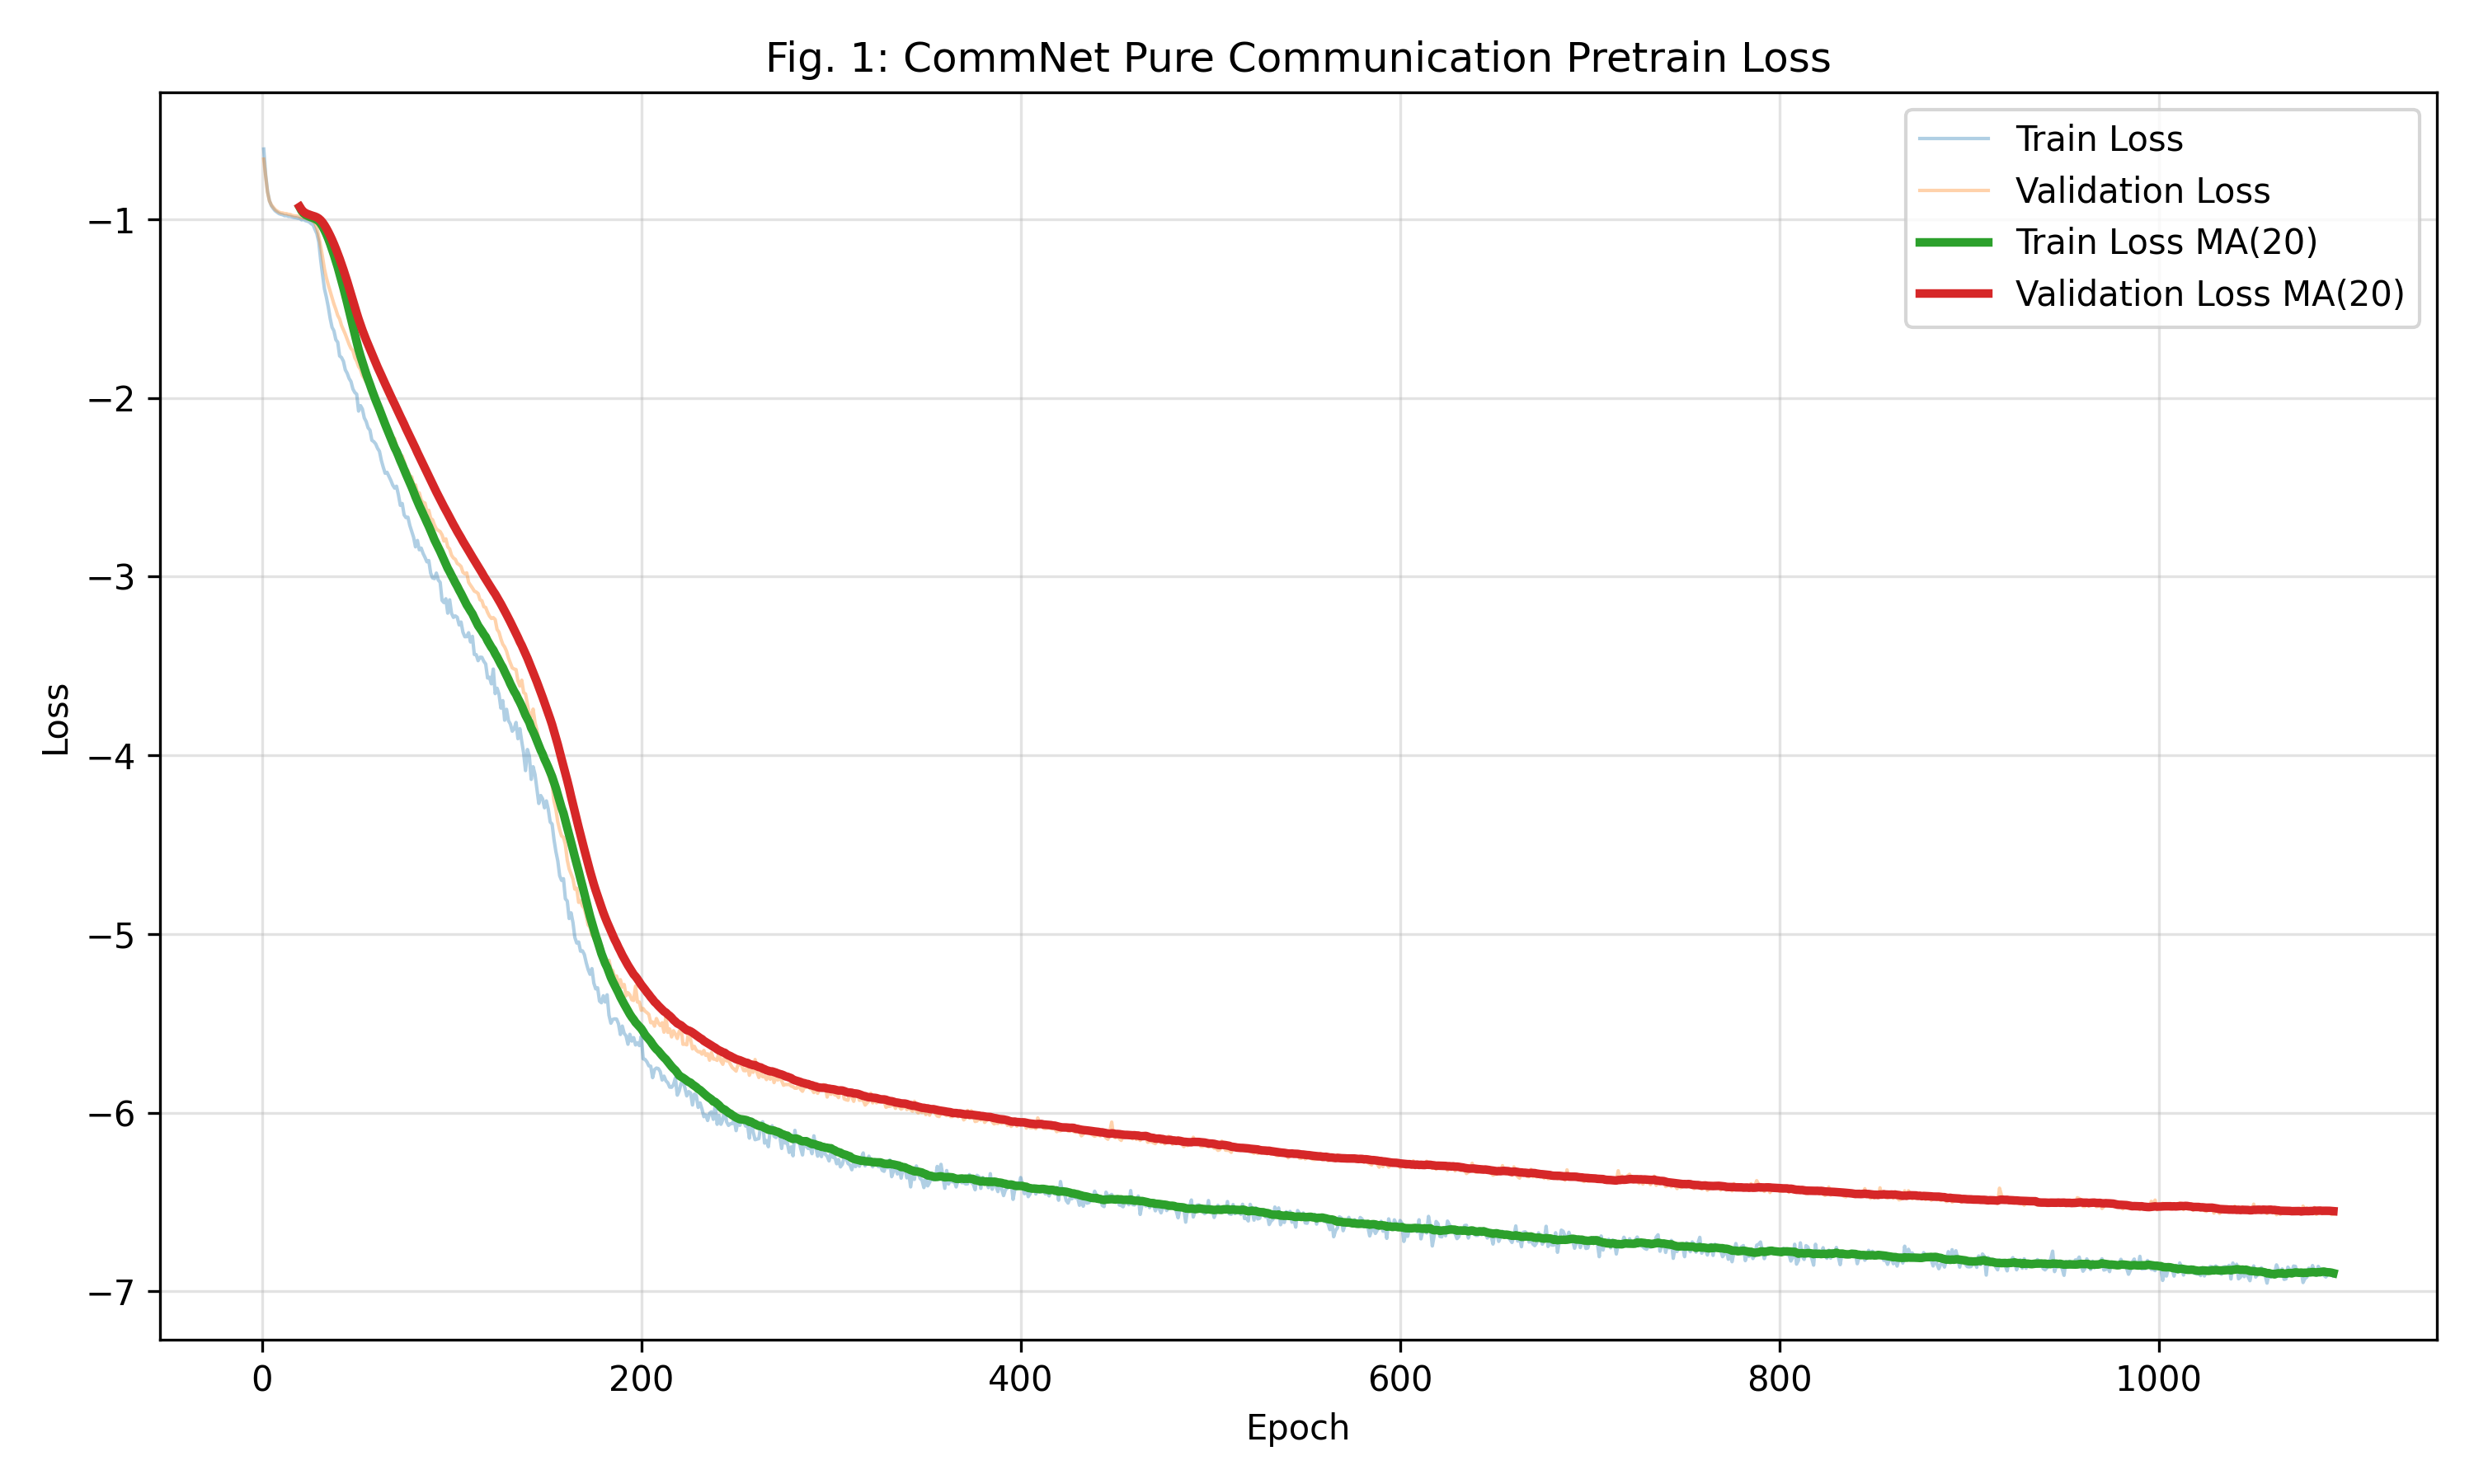 Fig. 1: CommNet Pure Communication Pretrain Loss
Train Loss
Validation Loss
Train Loss MA(20)
Validation Loss MA(20)
Loss
−1
−2
−3
−4
−5
−6
−7
0 200 400 600 800 1000
Epoch